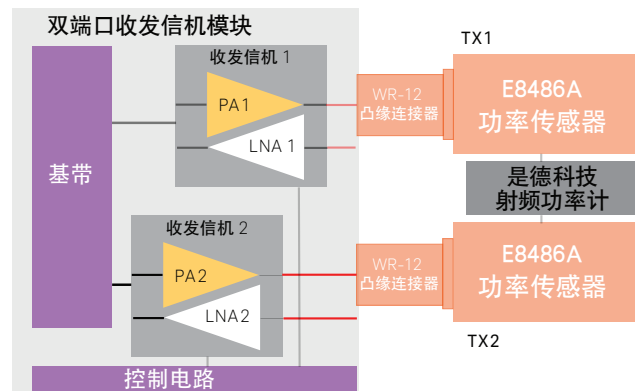 双端口收发信机模块
TX1
收发信机 1
PA1
LNA 1
WR-12
凸缘连接器
E8486A
功率传感器
基带
是德科技
射频功率计
收发信机 2
PA2
LNA2
WR-12
凸缘连接器
E8486A
功率传感器
TX2
控制电路